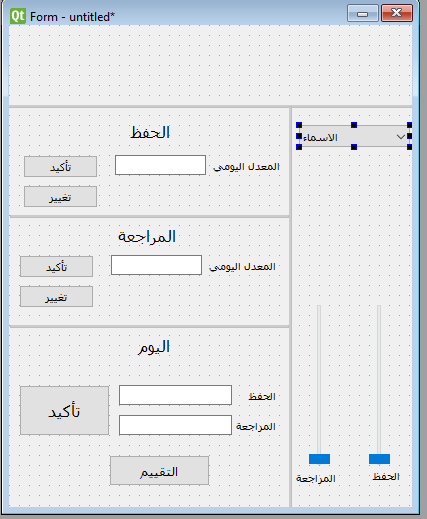 Form - untitled*
الحفظ
الاسماء
المعدل اليومي
تأكيد
تغيير
المراجعة
المعدل اليومي
تأكيد
تغيير
اليوم
الحفظ
تأكيد
المراجعة
التقييم
الحفظ
المراجعة